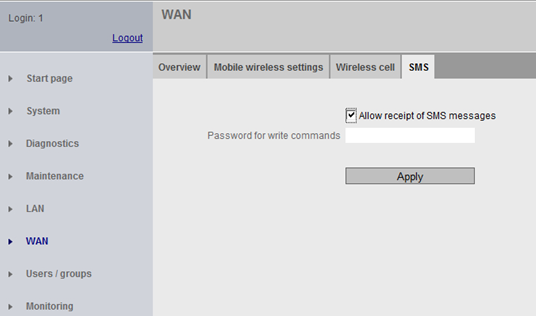 Login: 1
Logout
WAN
Overview
Mobile wireless settings
Wireless cell
SMS
Start page
System
Diagnostics
Maintenance
LAN
WAN
Users / groups
Monitoring
Allow receipt of SMS messages
Password for write commands
Apply